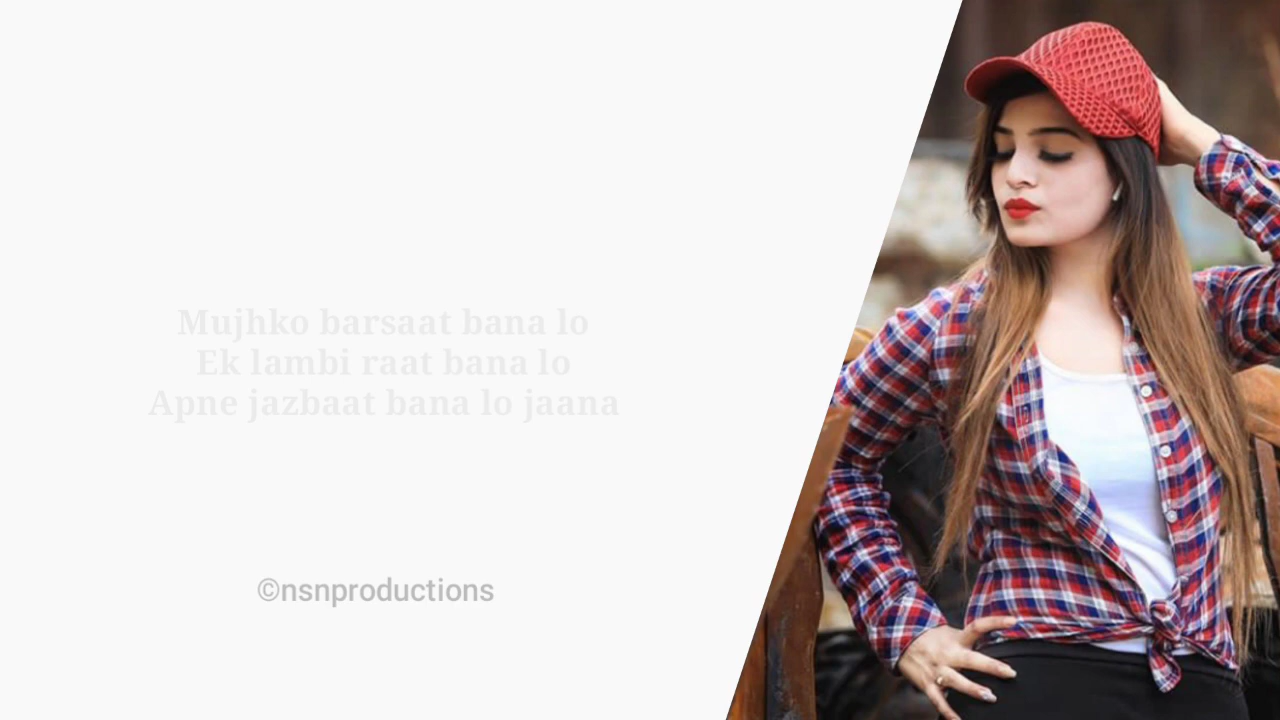 Mujhko barsaat bana lo
Ek lambi raat bana lo
Apne jazbaat bana lo jaana
©nsnproductions